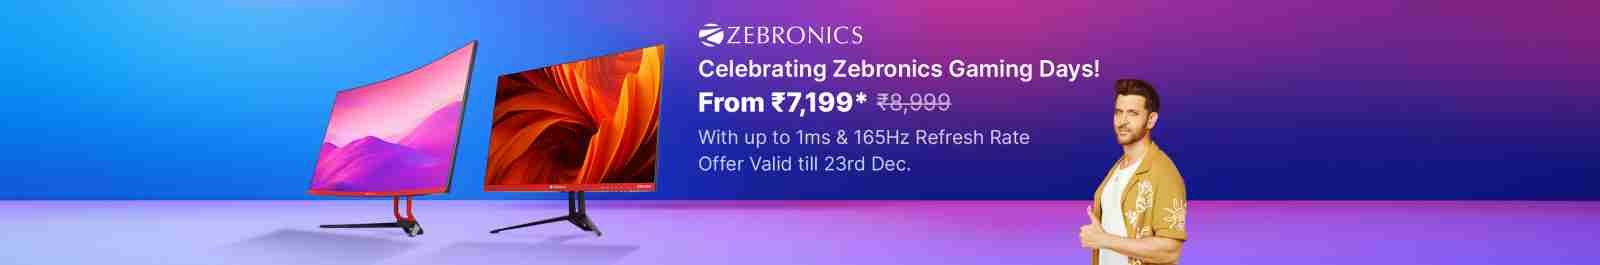 ZEBRONICS
Celebrating Zebronics Gaming Days!
From ₹7,199* ₹8,999
With up to 1ms & 165Hz Refresh Rate
Offer Valid till 23rd Dec.